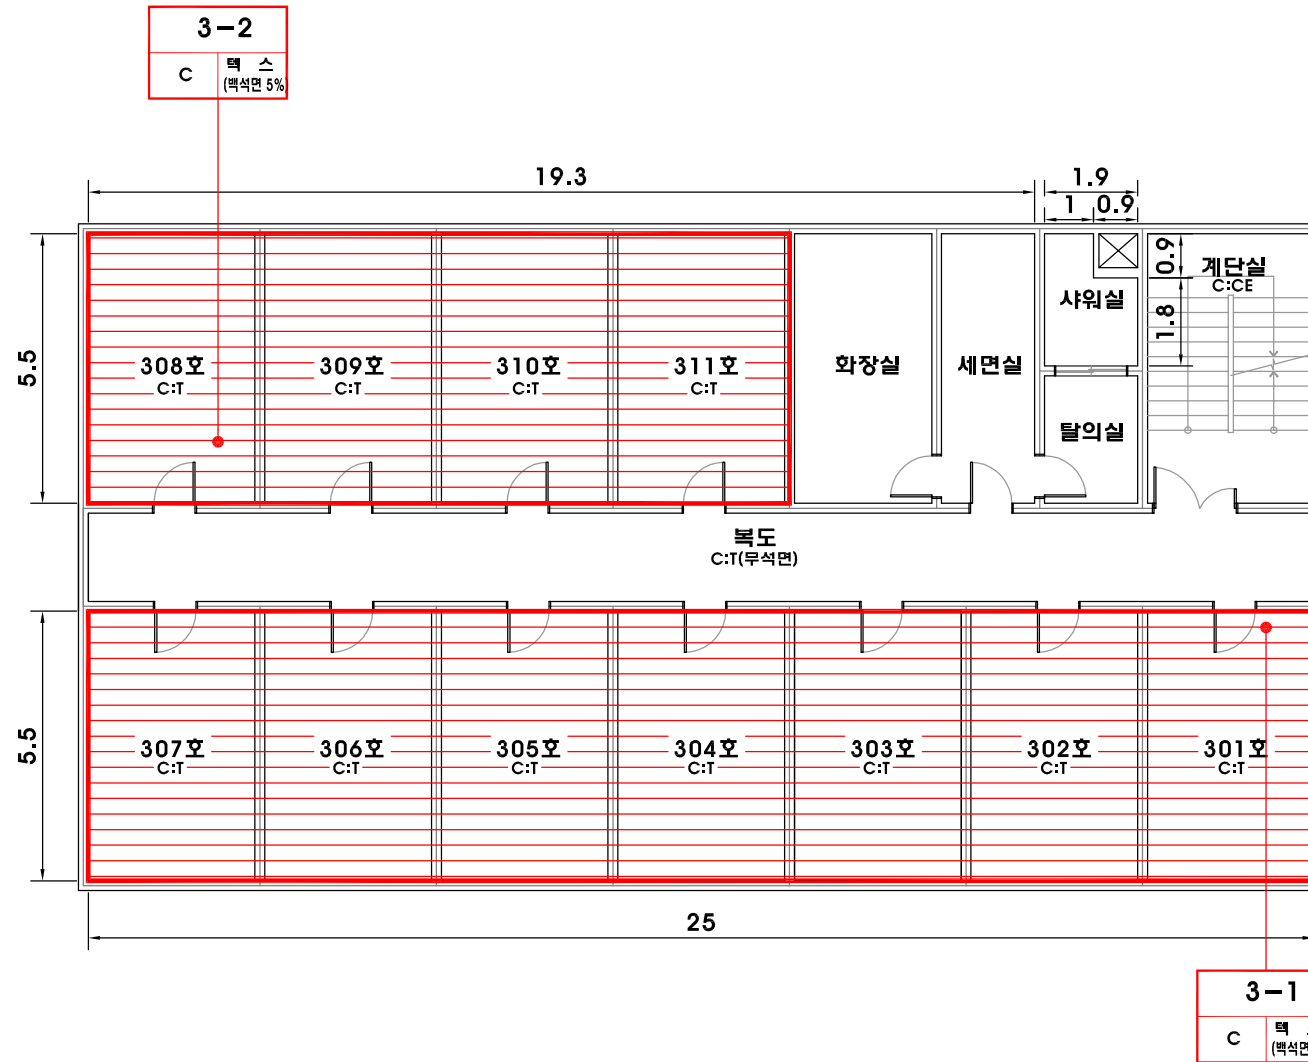 3-2
C
텍 스
(백석면 5%)
19.3
1.9
1
0.9
5.5
308호
C:T
309호
C:T
310호
C:T
311호
C:T
화장실
세면실
샤워실
탈의실
0.9
1.8
계단실
C:CE
복도
C:T(무석면)
5.5
307호
C:T
306호
C:T
305호
C:T
304호
C:T
303호
C:T
302호
C:T
301호
C:T
25
3-1
C
텍
(백석면